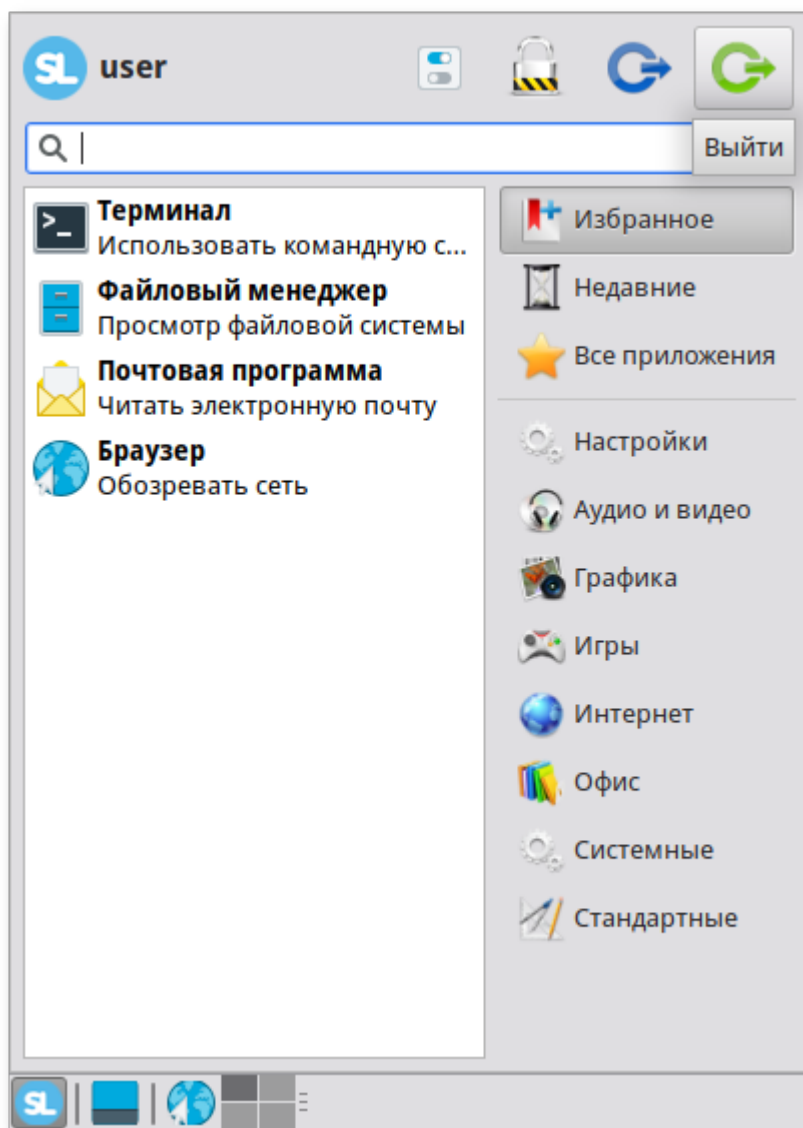 SL user
Выйти
Терминал
Использовать командную с...
Файловый менеджер
Просмотр файловой системы
Почтовая программа
Читать электронную почту
Браузер
Обозревать сеть
Избранное
Недавние
Все приложения
Настройки
Аудио и видео
Графика
Игры
Интернет
Офис
Системные
Стандартные
SL